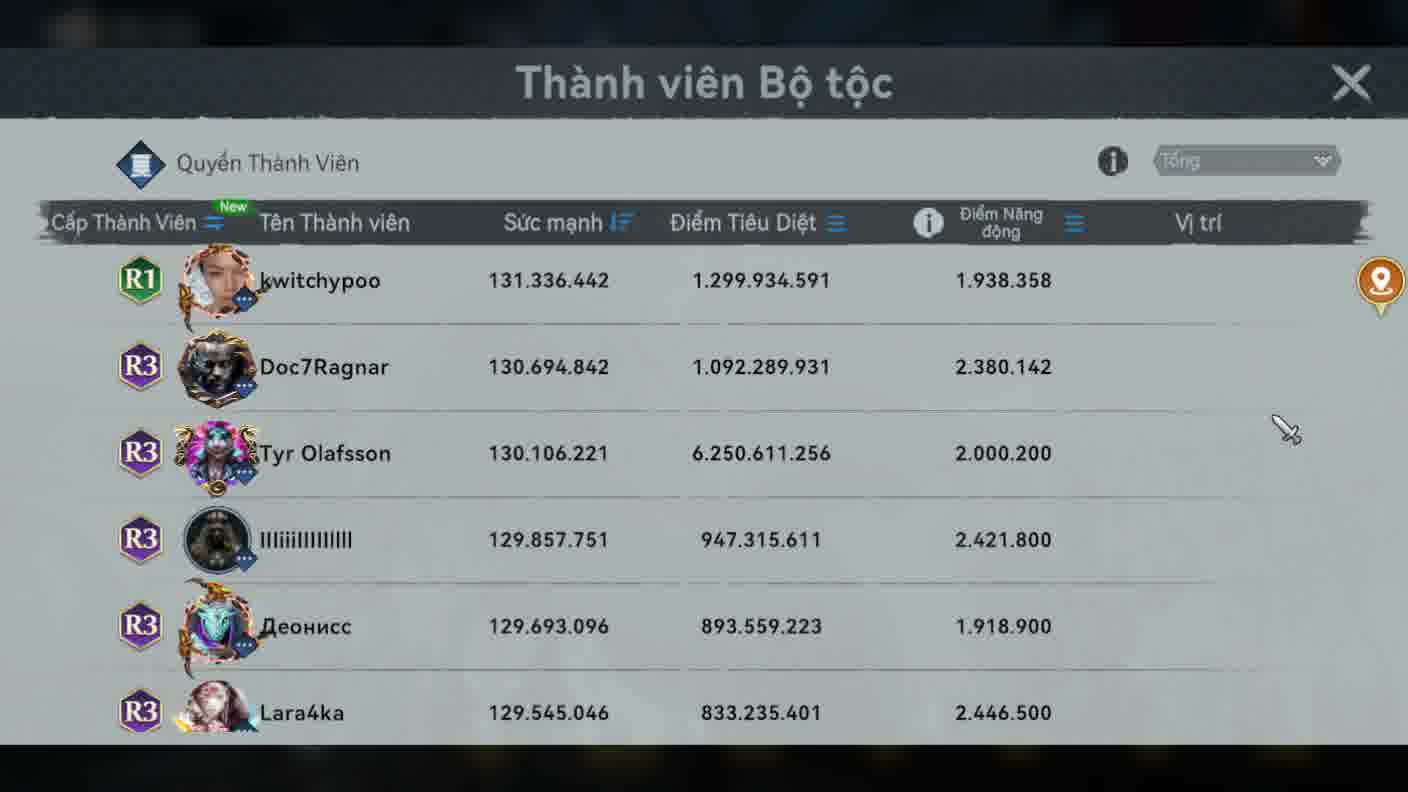 Thành viên Bộ tộc
Quyển Thành Viên
Tổng
New
Cấp Thành Viên Tên Thành viên Sức mạnh Điểm Tiêu Diệt Điểm Năng động Vị trí
R1 kwitchypoo 131.336.442 1.299.934.591 1.938.358
R3 Doc7Ragnar 130.694.842 1.092.289.931 2.380.142
R3 Tyr Olafsson 130.106.221 6.250.611.256 2.000.200
R3 129.857.751 947.315.611 2.421.800
R3 Деонисс 129.693.096 893.559.223 1.918.900
R3 Lara4ka 129.545.046 833.235.401 2.446.500